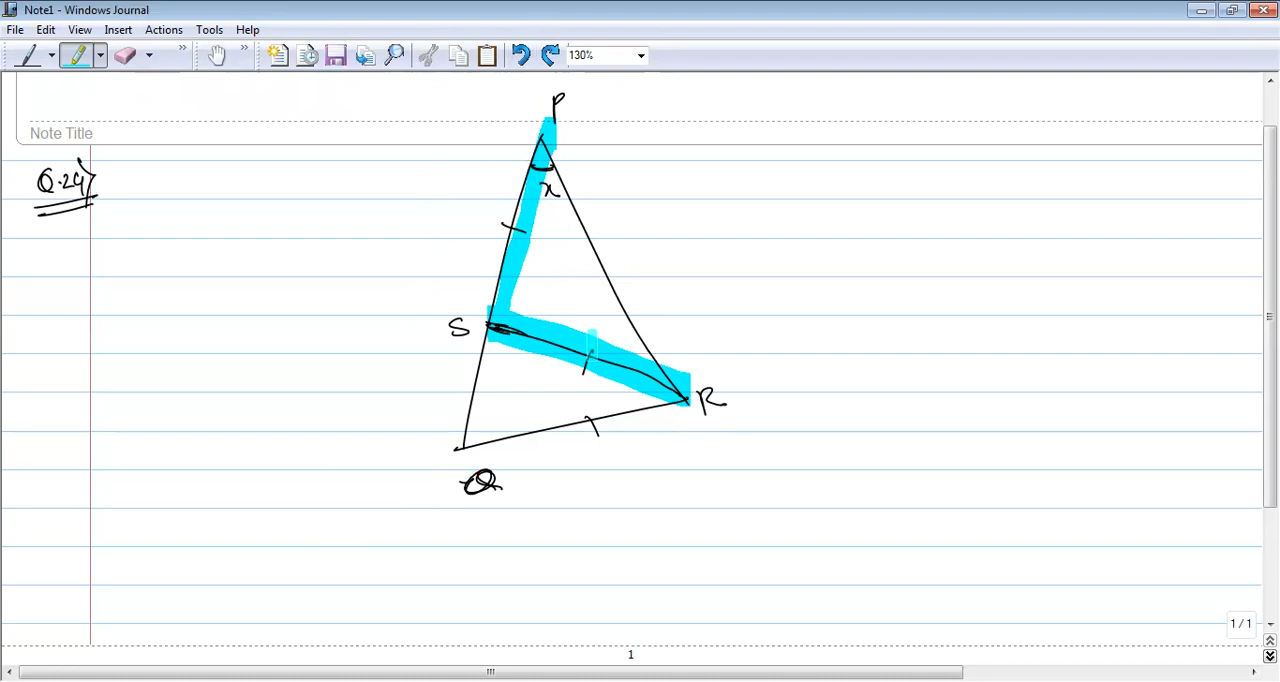 Note1 - Windows Journal
File Edit View Insert Actions Tools Help
130%
P
Note Title
Q.24)
x
S
R
Q
1 / 1
1